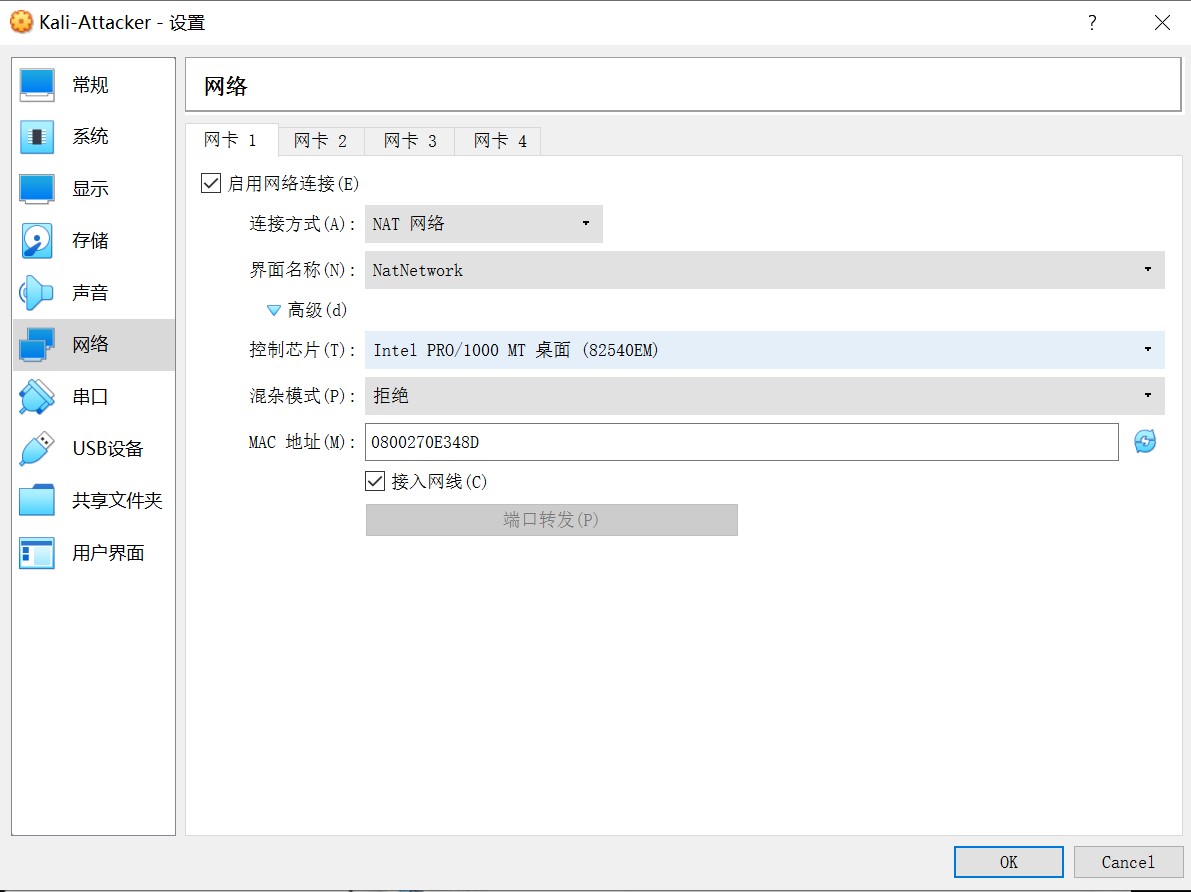 Kali-Attacker - 设置
?
常规
系统
显示
存储
声音
网络
串口
USB设备
共享文件夹
用户界面
网络
网卡 1 网卡 2 网卡 3 网卡 4
启用网络连接(E)
连接方式(A): NAT 网络
界面名称(N): NatNetwork
高级(d)
控制芯片(T): Intel PRO/1000 MT 桌面 (82540EM)
混杂模式(P): 拒绝
MAC 地址(M): 0800270E348D
接入网线(C)
端口转发(P)
OK Cancel